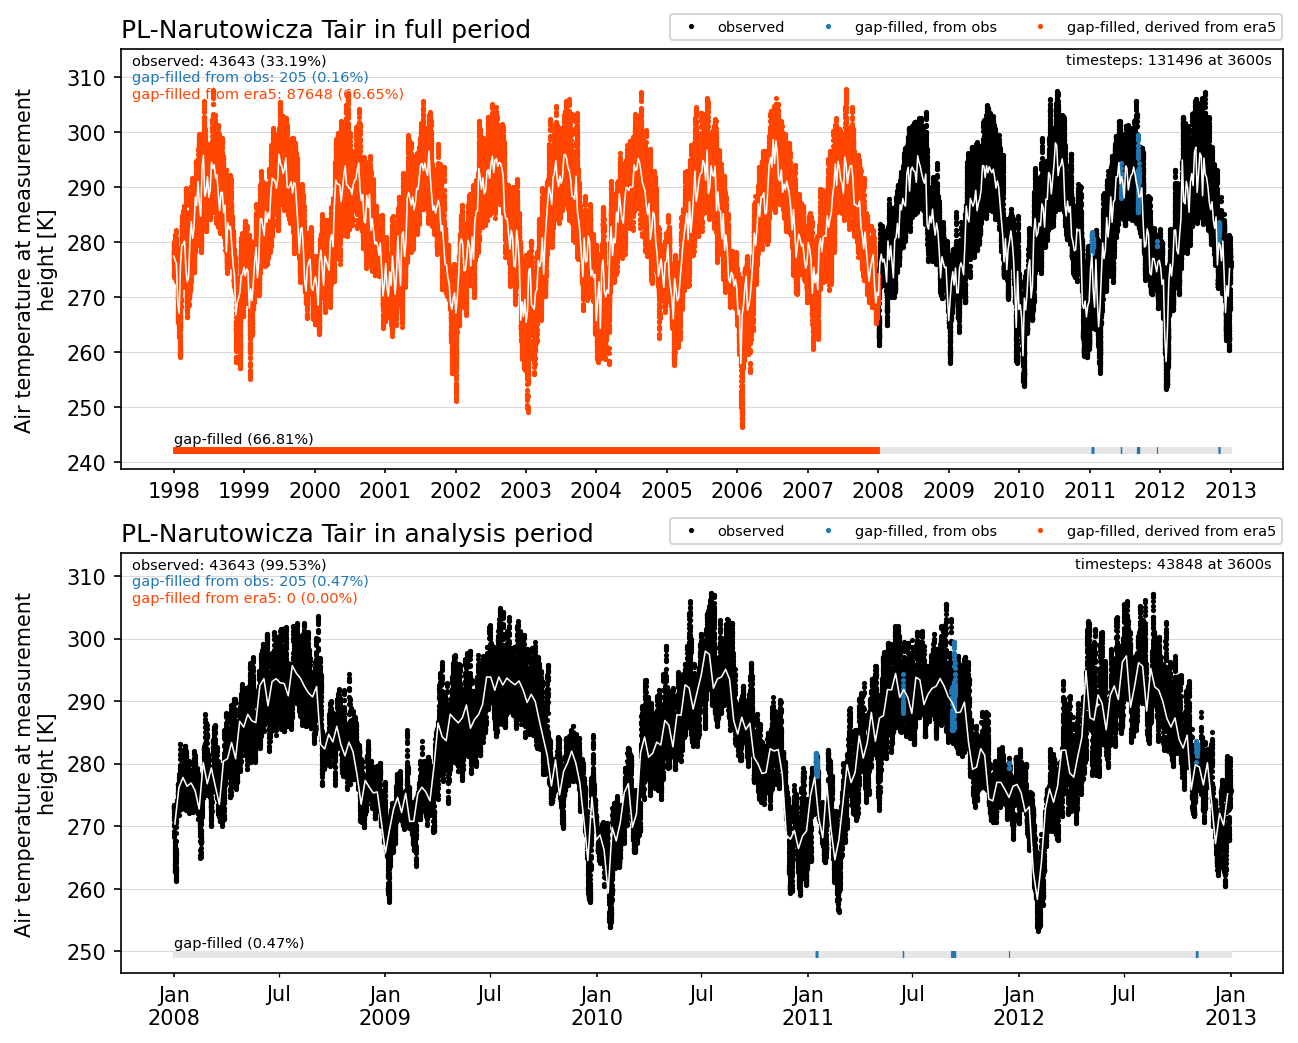 PL-Narutowicza Tair in full period
observed gap-filled, from obs gap-filled, derived from era5
observed: 43643 (33.19%)
timesteps: 131496 at 3600s
gap-filled from obs: 205 (0.16%)
gap-filled from era5: 87648 (66.65%)
Air temperature at measurement
height [K]
310
300
290
280
270
260
250
240
gap-filled (66.81%)
1998 1999 2000 2001 2002 2003 2004 2005 2006 2007 2008 2009 2010 2011 2012 2013
PL-Narutowicza Tair in analysis period
observed gap-filled, from obs gap-filled, derived from era5
observed: 43643 (99.53%)
timesteps: 43848 at 3600s
gap-filled from obs: 205 (0.47%)
gap-filled from era5: 0 (0.00%)
Air temperature at measurement
height [K]
310
300
290
280
270
260
250
gap-filled (0.47%)
Jan Jul Jan Jul Jan Jul Jan Jul Jan Jul Jan
2008 2009 2010 2011 2012 2013